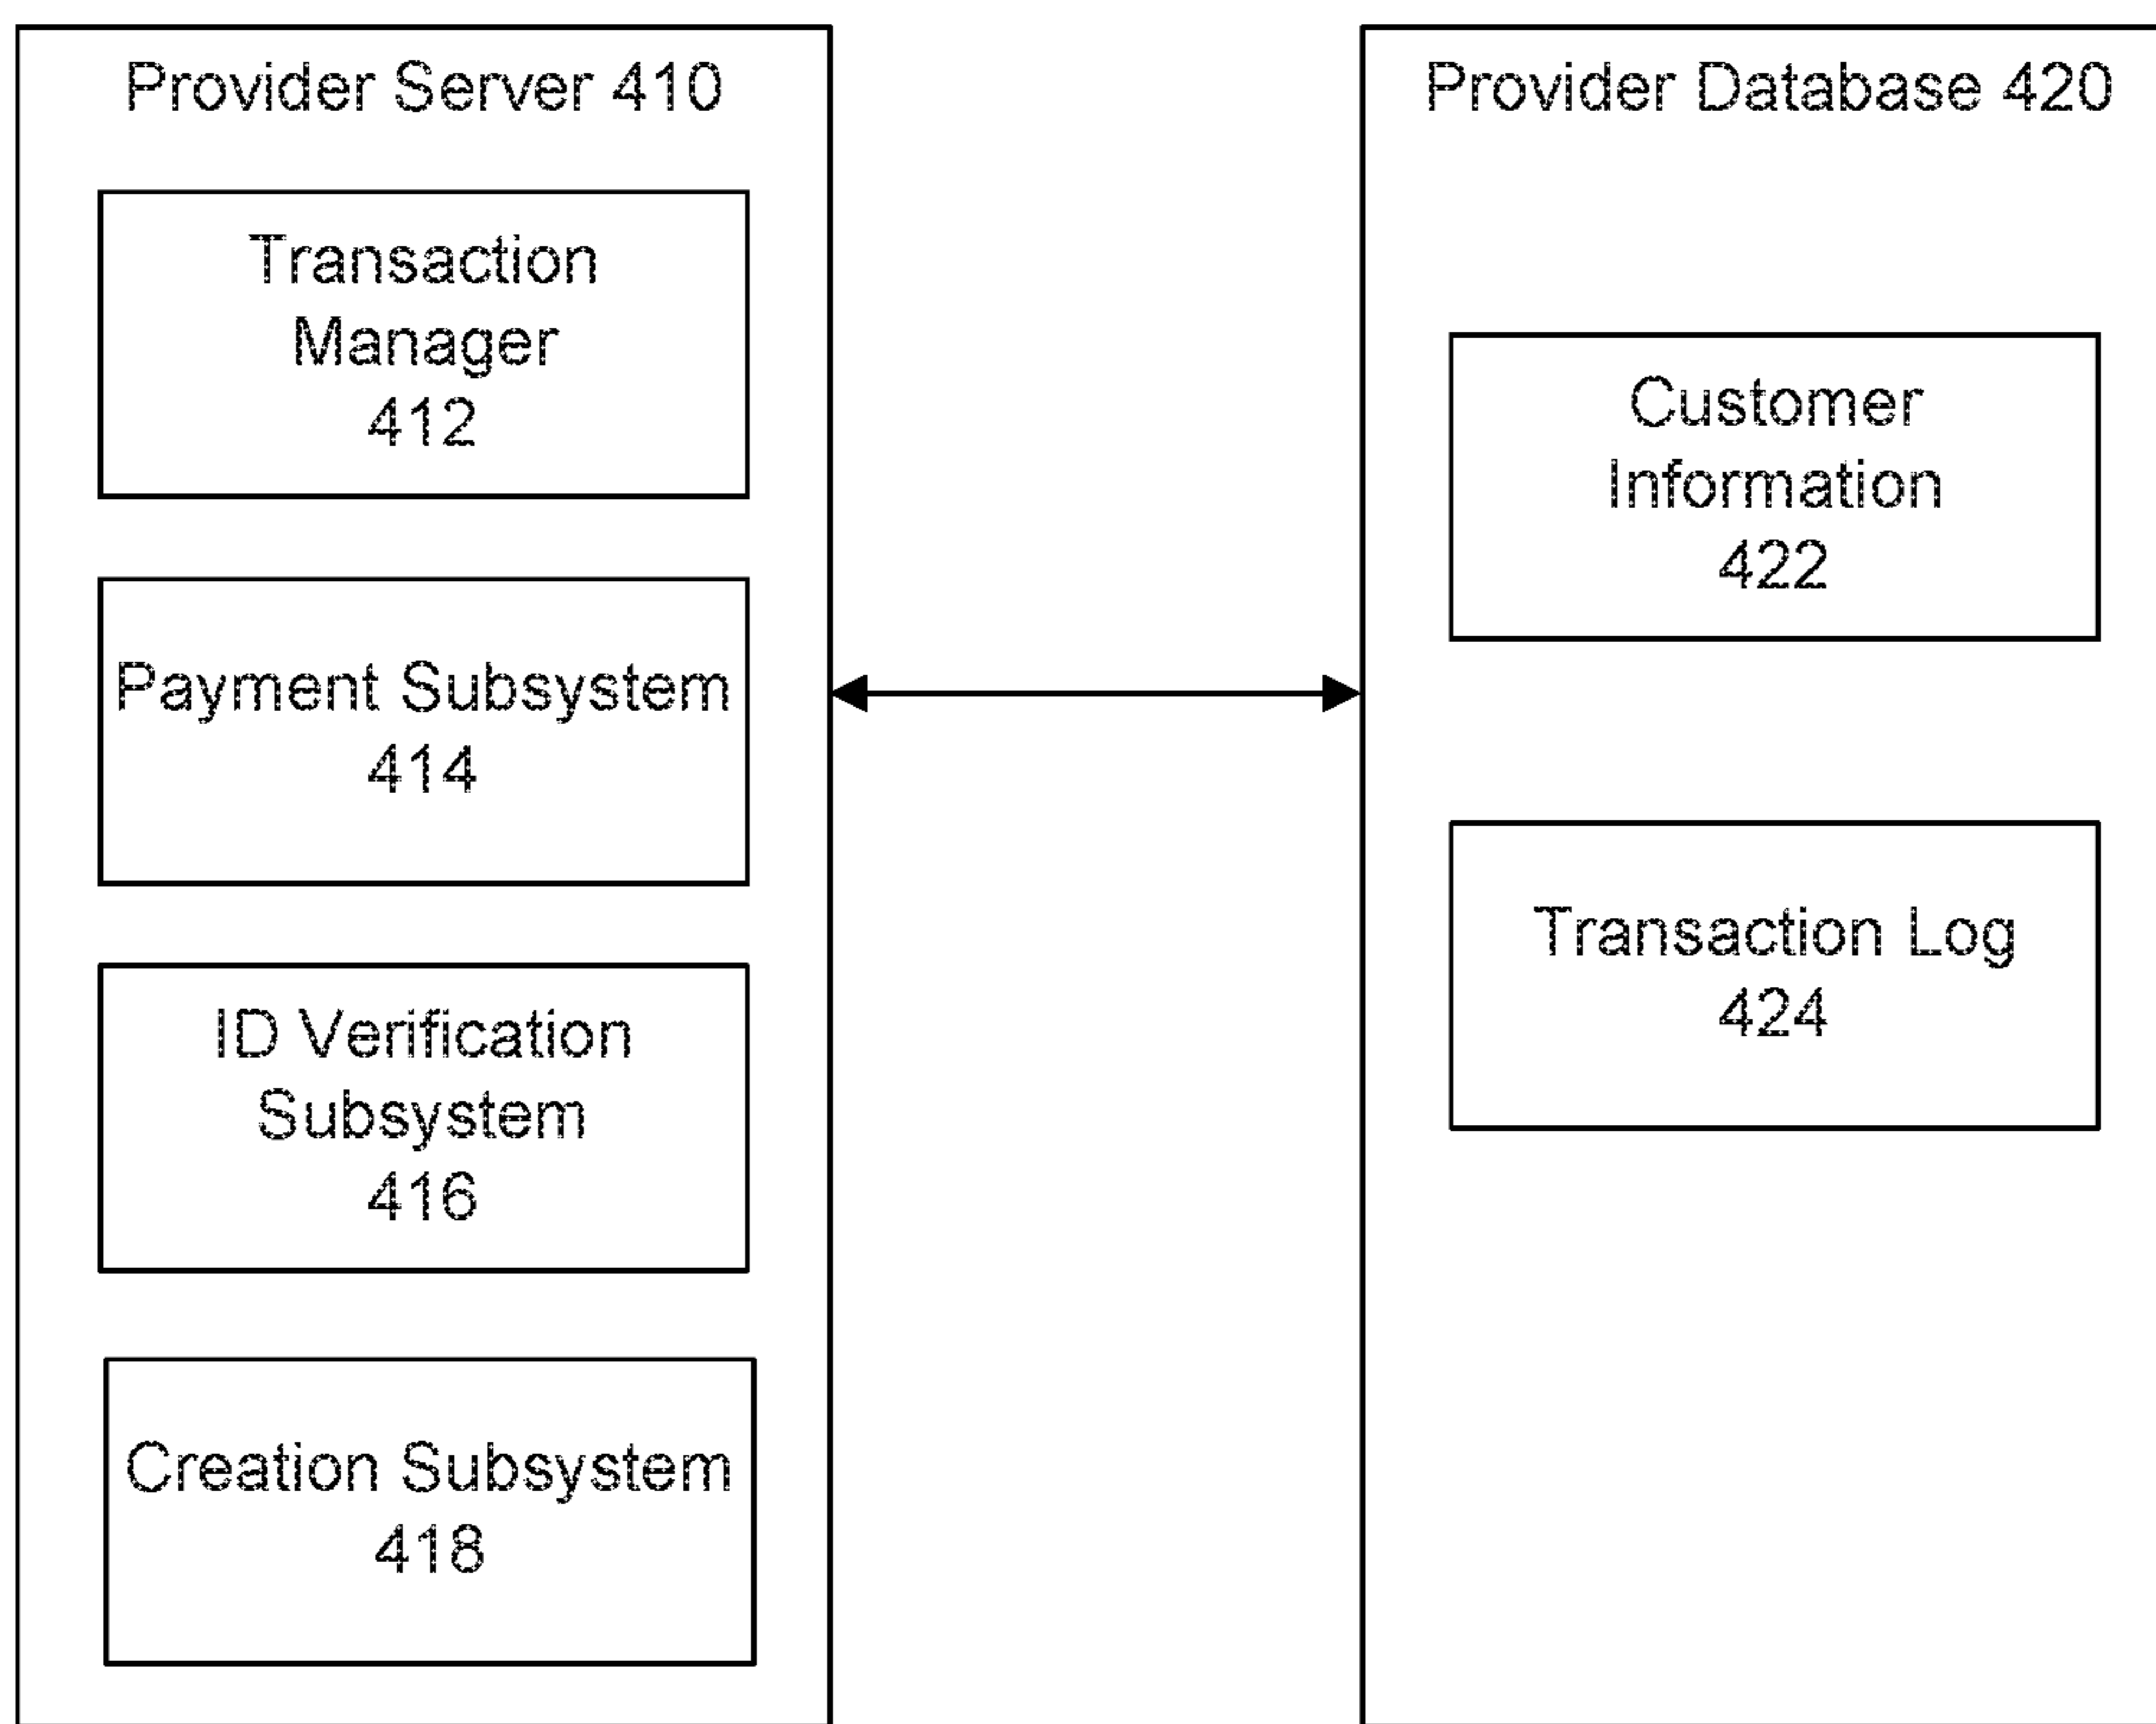 Provider Server 410
Transaction
Manager
412
Payment Subsystem
414
ID Verification
Subsystem
416
Creation Subsystem
418
Provider Database 420
Customer
Information
422
Transaction Log
424